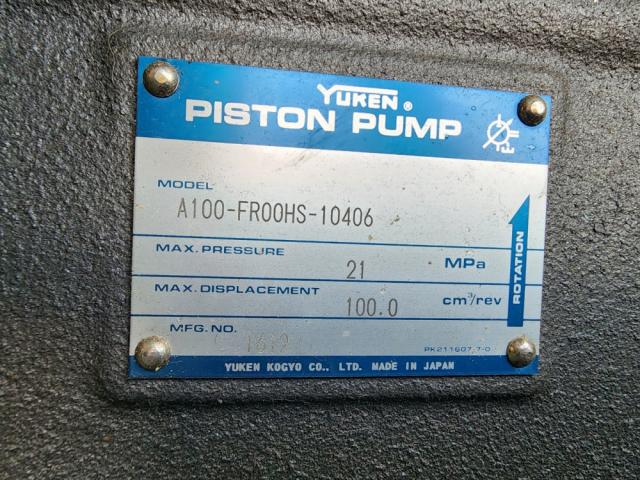 YUKEN ®
PISTON PUMP
MODEL
A100-FR00HS-10406
MAX. PRESSURE 21 MPa
MAX. DISPLACEMENT 100.0 cm³/rev
MFG. NO.
ROTATION
PK211607-7-0
YUKEN KOGYO CO., LTD. MADE IN JAPAN